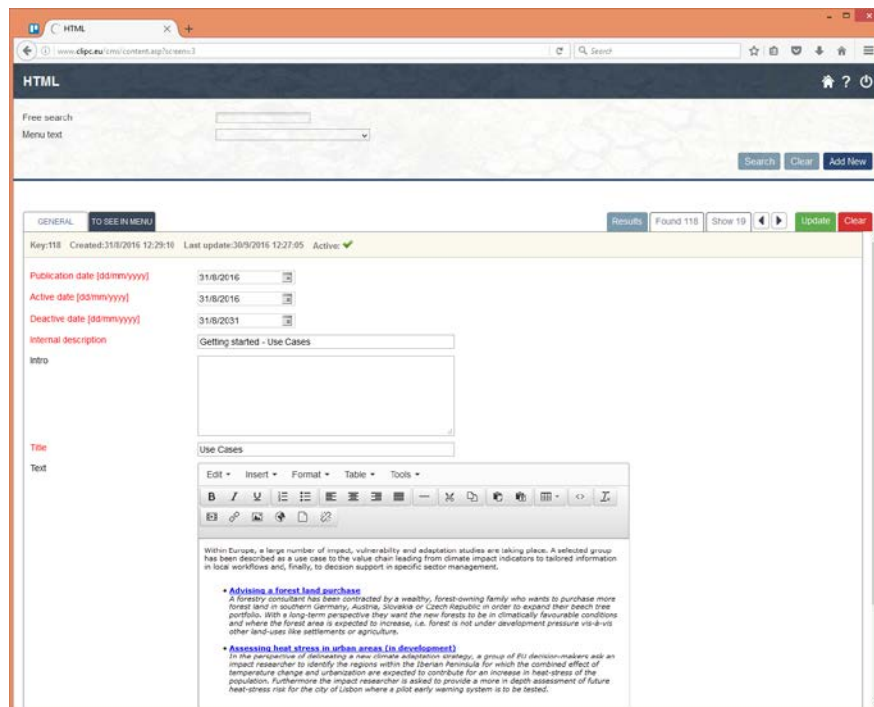 HTML
www.clipc.eu/cms/content.asp?screen=3
Search
HTML
?
Free search
Menu text
Search
Clear
Add New
GENERAL
TO SEE IN MENU
Results
Found 118
Show 19
Update
Clear
Key:118 Created:31/8/2016 12:29:10 Last update:30/9/2016 12:27:05 Active:
Publication date [dd/mm/yyyy]
31/8/2016
Active date [dd/mm/yyyy]
31/8/2016
Deactive date [dd/mm/yyyy]
31/8/2031
Internal description
Getting started - Use Cases
Intro
Title
Use Cases
Text
Edit Insert Format Table Tools
B I U
Within Europe, a large number of impact, vulnerability and adaptation studies are taking place. A selected group
has been described as a use case to the value chain leading from climate impact indicators to tailored information
in local workflows and, finally, to decision support in specific sector management.
• Advising a forest land purchase
A forestry consultant has been contracted by a wealthy, forest-owning family who wants to purchase more
forest land in southern Germany, Austria, Slovakia or Czech Republic in order to expand their beech tree
portfolio. With a long-term perspective they want the new forests to be in climatically favourable conditions
and where the forest area is expected to increase, i.e. forest is not under development pressure vis-à-vis
other land-uses like settlements or agriculture.
• Assessing heat stress in urban areas (in development)
In the perspective of delineating a new climate adaptation strategy, a group of EU decision-makers ask an
impact researcher to identify the regions within the Iberian Peninsula for which the combined effect of
temperature change and urbanization are expected to contribute for an increase in heat-stress of the
population. Furthermore the impact researcher is asked to provide a more in depth assessment of future
heat-stress risk for the city of Lisbon where a pilot early warning system is to be tested.